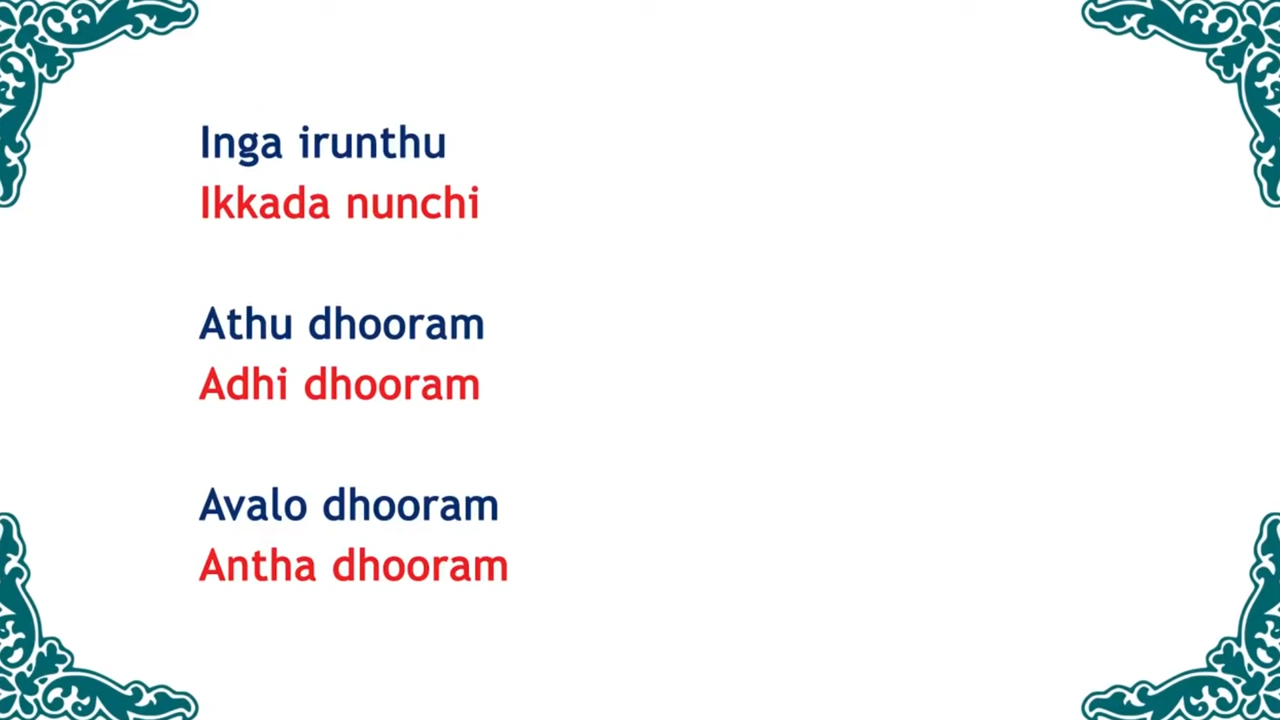 Inga irunthu
Ikkada nunchi
Athu dhooram
Adhi dhooram
Avalo dhooram
Antha dhooram